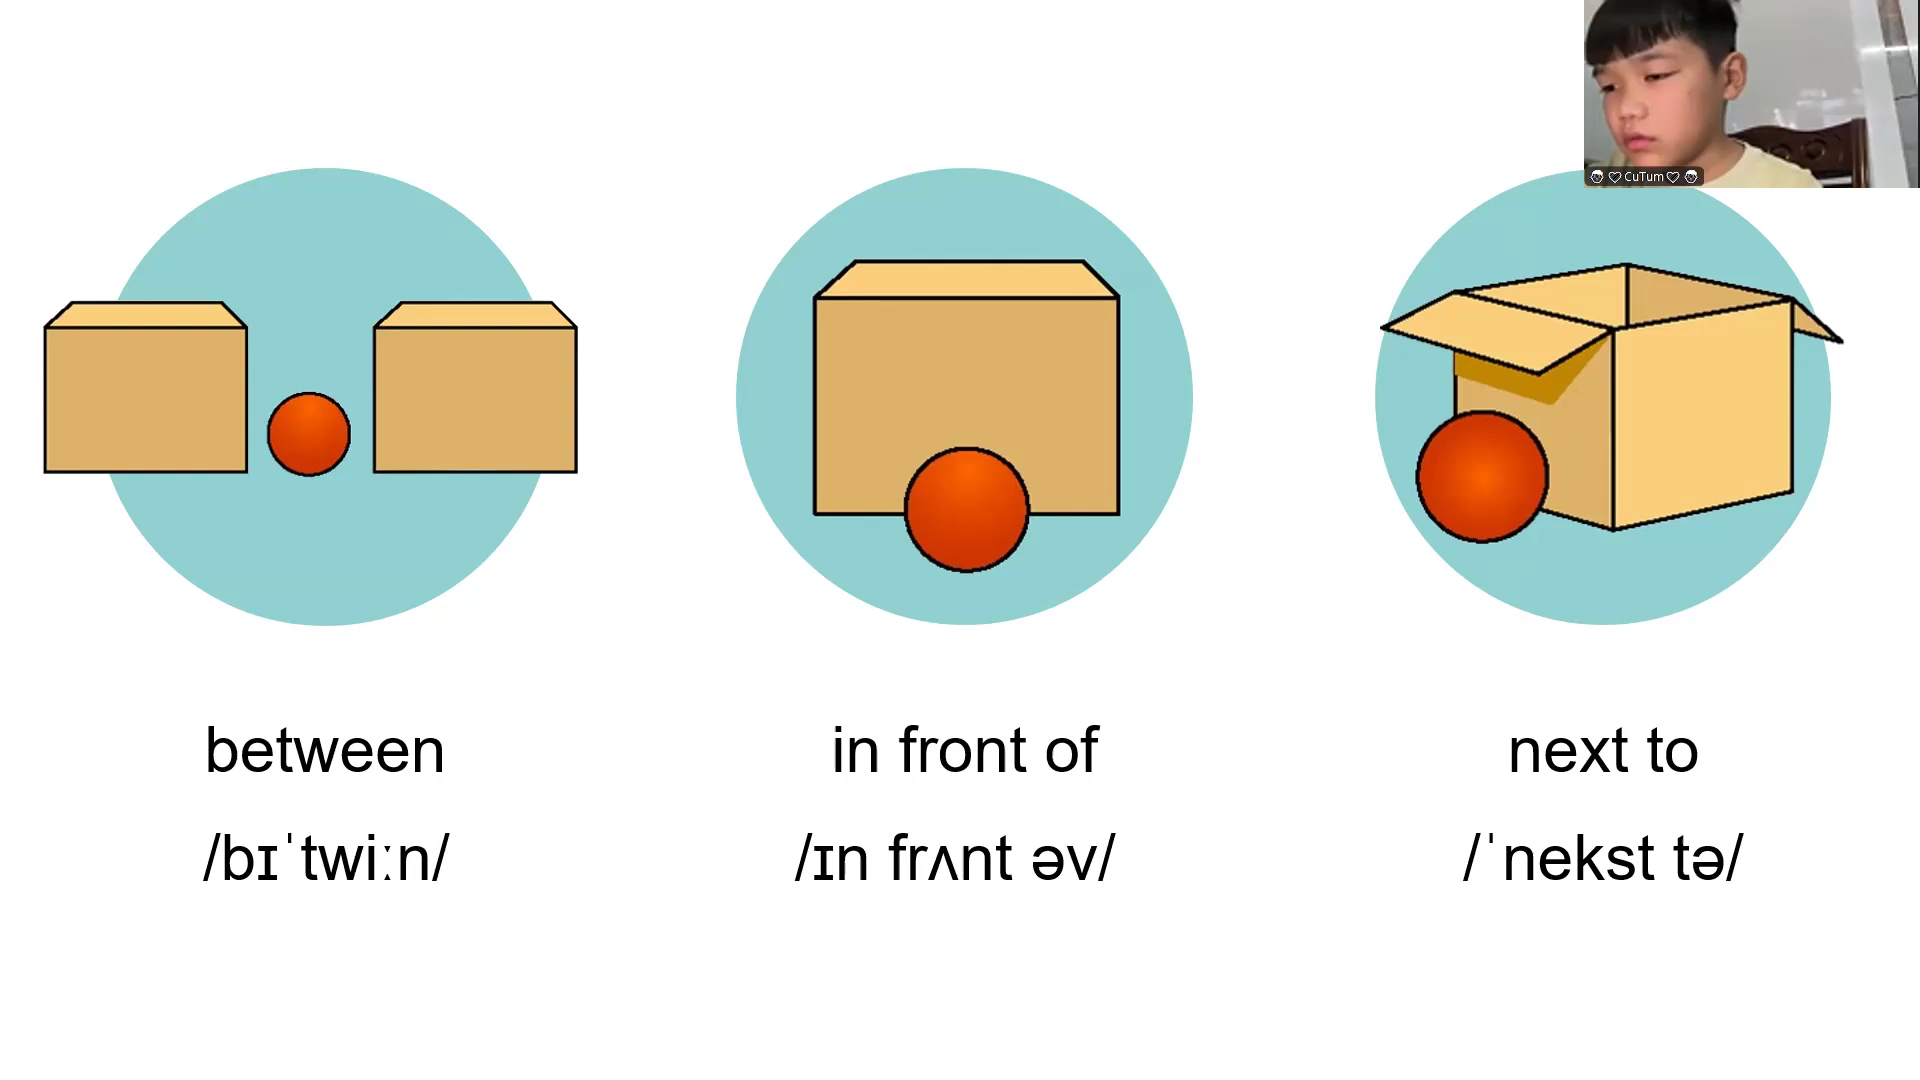 ♡ CuTum ♡
between
in front of
next to
/bɪˈtwiːn/
/ɪn frʌnt əv/
/ˈnekst tə/